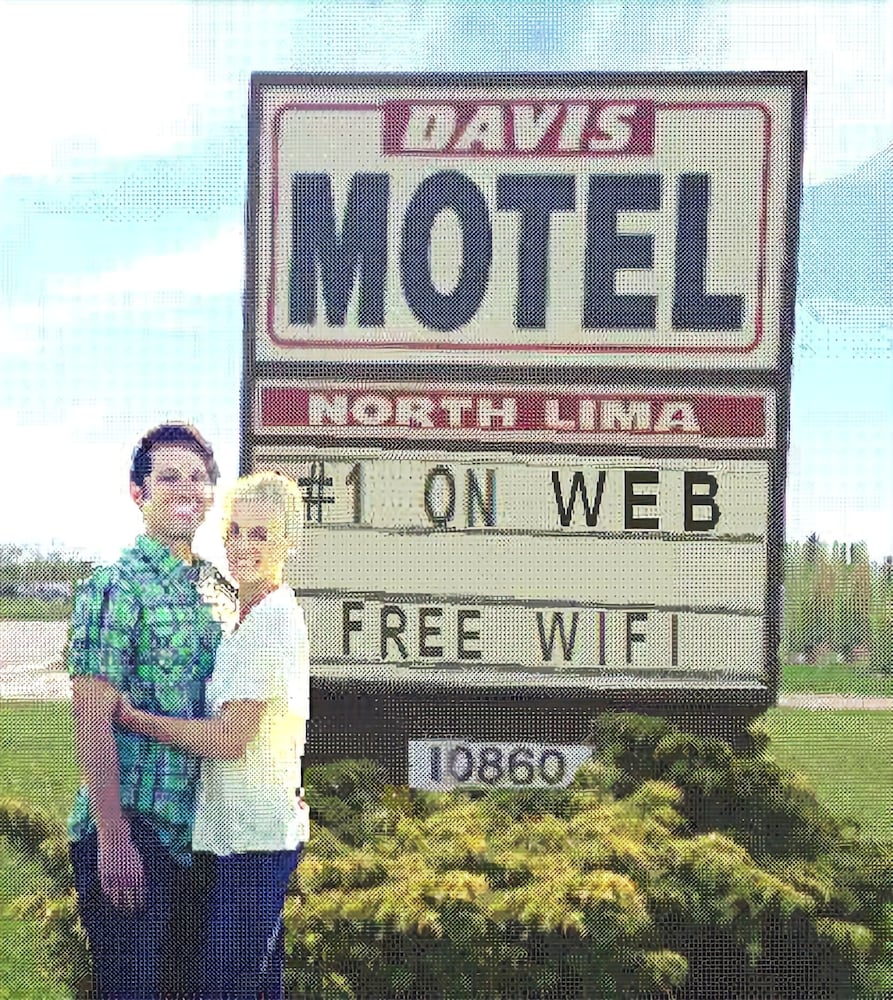 DAVIS
MOTEL
NORTH LIMA
#1 ON WEB
FREE WIFI
10860